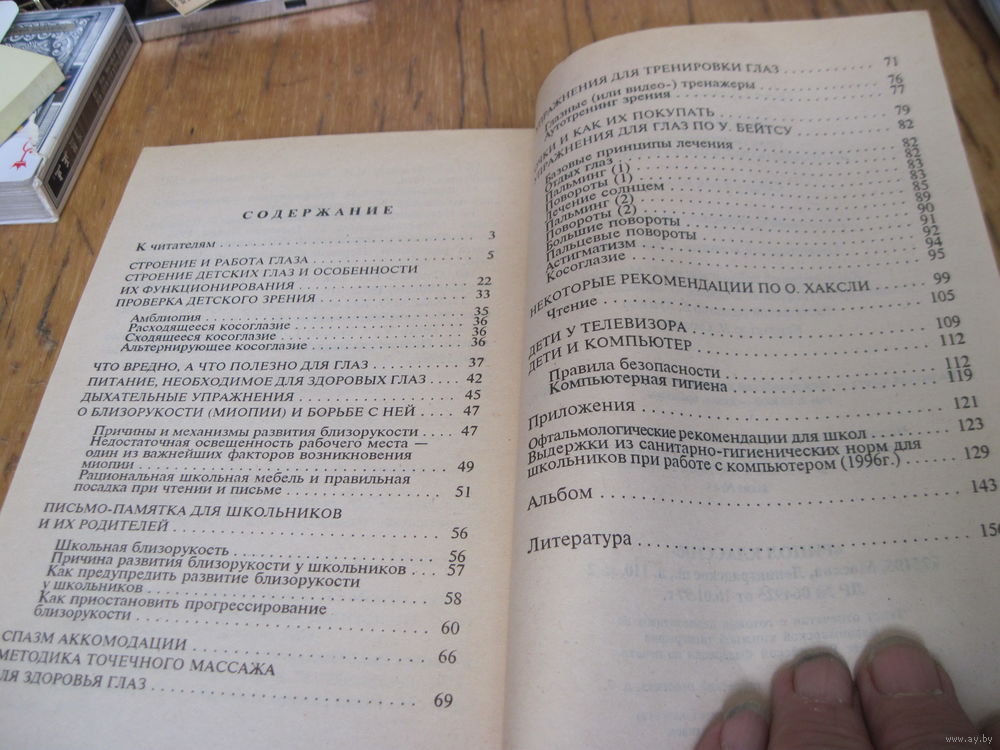 СОДЕРЖАНИЕ
К читателям 3
СТРОЕНИЕ И РАБОТА ГЛАЗА 5
СТРОЕНИЕ ДЕТСКИХ ГЛАЗ И ОСОБЕННОСТИ
ИХ ФУНКЦИОНИРОВАНИЯ 22
ПРОВЕРКА ДЕТСКОГО ЗРЕНИЯ 33
Амблиопия 35
Расходящееся косоглазие 36
Сходящееся косоглазие 36
Альтернирующее косоглазие 36
ЧТО ВРЕДНО, А ЧТО ПОЛЕЗНО ДЛЯ ГЛАЗ 37
ПИТАНИЕ, НЕОБХОДИМОЕ ДЛЯ ЗДОРОВЫХ ГЛАЗ 42
ДЫХАТЕЛЬНЫЕ УПРАЖНЕНИЯ 45
О БЛИЗОРУКОСТИ (МИОПИИ) И БОРЬБЕ С НЕЙ 47
Причины и механизмы развития близорукости 47
Недостаточная освещенность рабочего места —
один из важнейших факторов возникновения
миопии 49
Рациональная школьная мебель и правильная
посадка при чтении и письме 51
ПИСЬМО-ПАМЯТКА ДЛЯ ШКОЛЬНИКОВ
И ИХ РОДИТЕЛЕЙ 56
Школьная близорукость 56
Причина развития близорукости у школьников 57
Как предупредить развитие близорукости
у школьников 58
Как приостановить прогрессирование
близорукости 60
СПАЗМ АККОМОДАЦИИ 66
МЕТОДИКА ТОЧЕЧНОГО МАССАЖА
ДЛЯ ЗДОРОВЬЯ ГЛАЗ 69
УПРАЖНЕНИЯ ДЛЯ ТРЕНИРОВКИ ГЛАЗ 71
Глазные (или видео-) тренажеры 76
Аутотренинг зрения 77
ОЧКИ И КАК ИХ ПОКУПАТЬ 79
УПРАЖНЕНИЯ ДЛЯ ГЛАЗ ПО У. БЕЙТСУ 82
Базовые принципы лечения 82
Отдых глаз 82
Пальминг (1) 83
Повороты (1) 83
Лечение солнцем 85
Пальминг (2) 89
Повороты (2) 90
Большие повороты 91
Пальцевые повороты 92
Астигматизм 94
Косоглазие 95
НЕКОТОРЫЕ РЕКОМЕНДАЦИИ ПО О. ХАКСЛИ 99
Чтение 105
ДЕТИ У ТЕЛЕВИЗОРА 109
ДЕТИ И КОМПЬЮТЕР 112
Правила безопасности 112
Компьютерная гигиена 119
Приложения 121
Офтальмологические рекомендации для школ 123
Выдержки из санитарно-гигиенических норм для
школьников при работе с компьютером (1996г.) 129
Альбом 143
Литература 156
www.ay.by